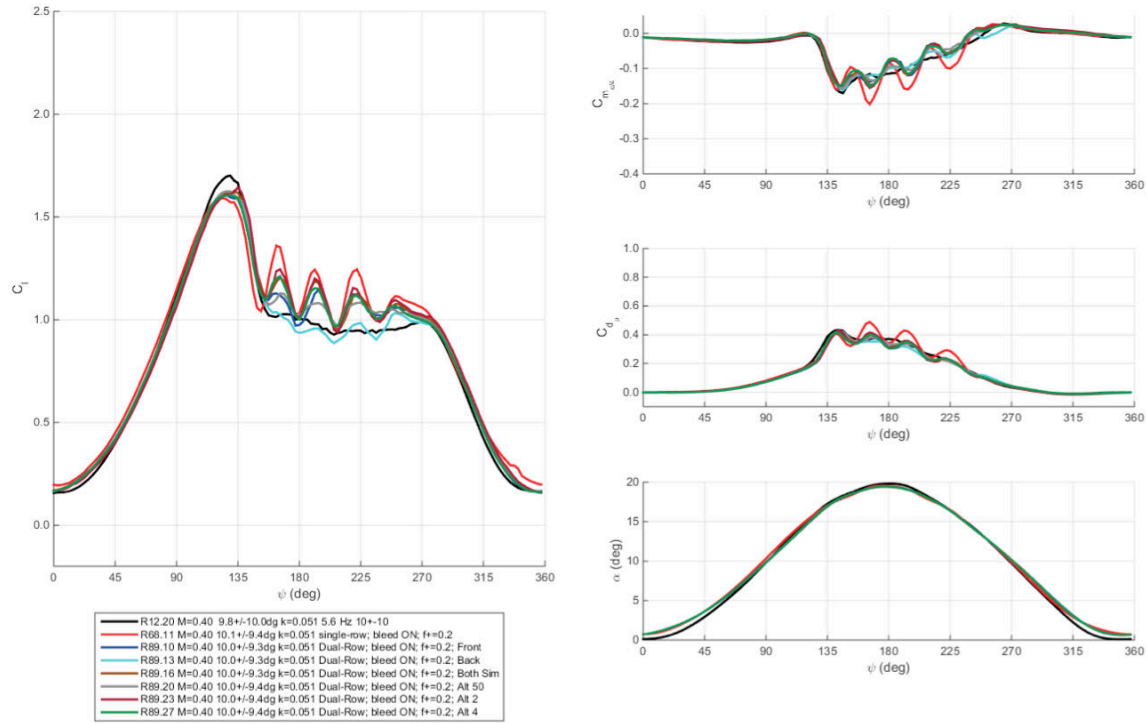 2.5
2.0
1.5
1.0
0.5
0.0
C_l
0 45 90 135 180 225 270 315 360
ψ (deg)
R12.20 M=0.40 9.8+/-10.0dg k=0.051 5.6 Hz 10+-10
R68.11 M=0.40 10.1+/-9.4dg k=0.051 single-row; bleed ON; f+=0.2
R89.10 M=0.40 10.0+/-9.3dg k=0.051 Dual-Row; bleed ON; f+=0.2; Front
R89.13 M=0.40 10.0+/-9.3dg k=0.051 Dual-Row; bleed ON; f+=0.2; Back
R89.16 M=0.40 10.0+/-9.3dg k=0.051 Dual-Row; bleed ON; f+=0.2; Both Sim
R89.20 M=0.40 10.0+/-9.4dg k=0.051 Dual-Row; bleed ON; f+=0.2; Alt 50
R89.23 M=0.40 10.0+/-9.4dg k=0.051 Dual-Row; bleed ON; f+=0.2; Alt 2
R89.27 M=0.40 10.0+/-9.4dg k=0.051 Dual-Row; bleed ON; f+=0.2; Alt 4
0.0
-0.1
-0.2
-0.3
-0.4
C_m
0 45 90 135 180 225 270 315 360
ψ (deg)
1.0
0.8
0.6
0.4
0.2
0.0
C_d
0 45 90 135 180 225 270 315 360
ψ (deg)
20
10
0
α (deg)
0 45 90 135 180 225 270 315 360
ψ (deg)